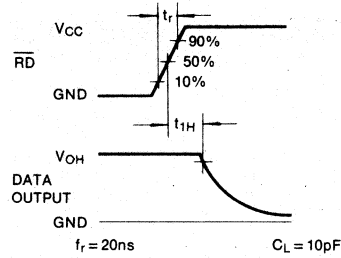 tr
VCC
90%
RD
50%
10%
GND
t1H
VOH
DATA
OUTPUT
GND
fr = 20ns
CL = 10pF